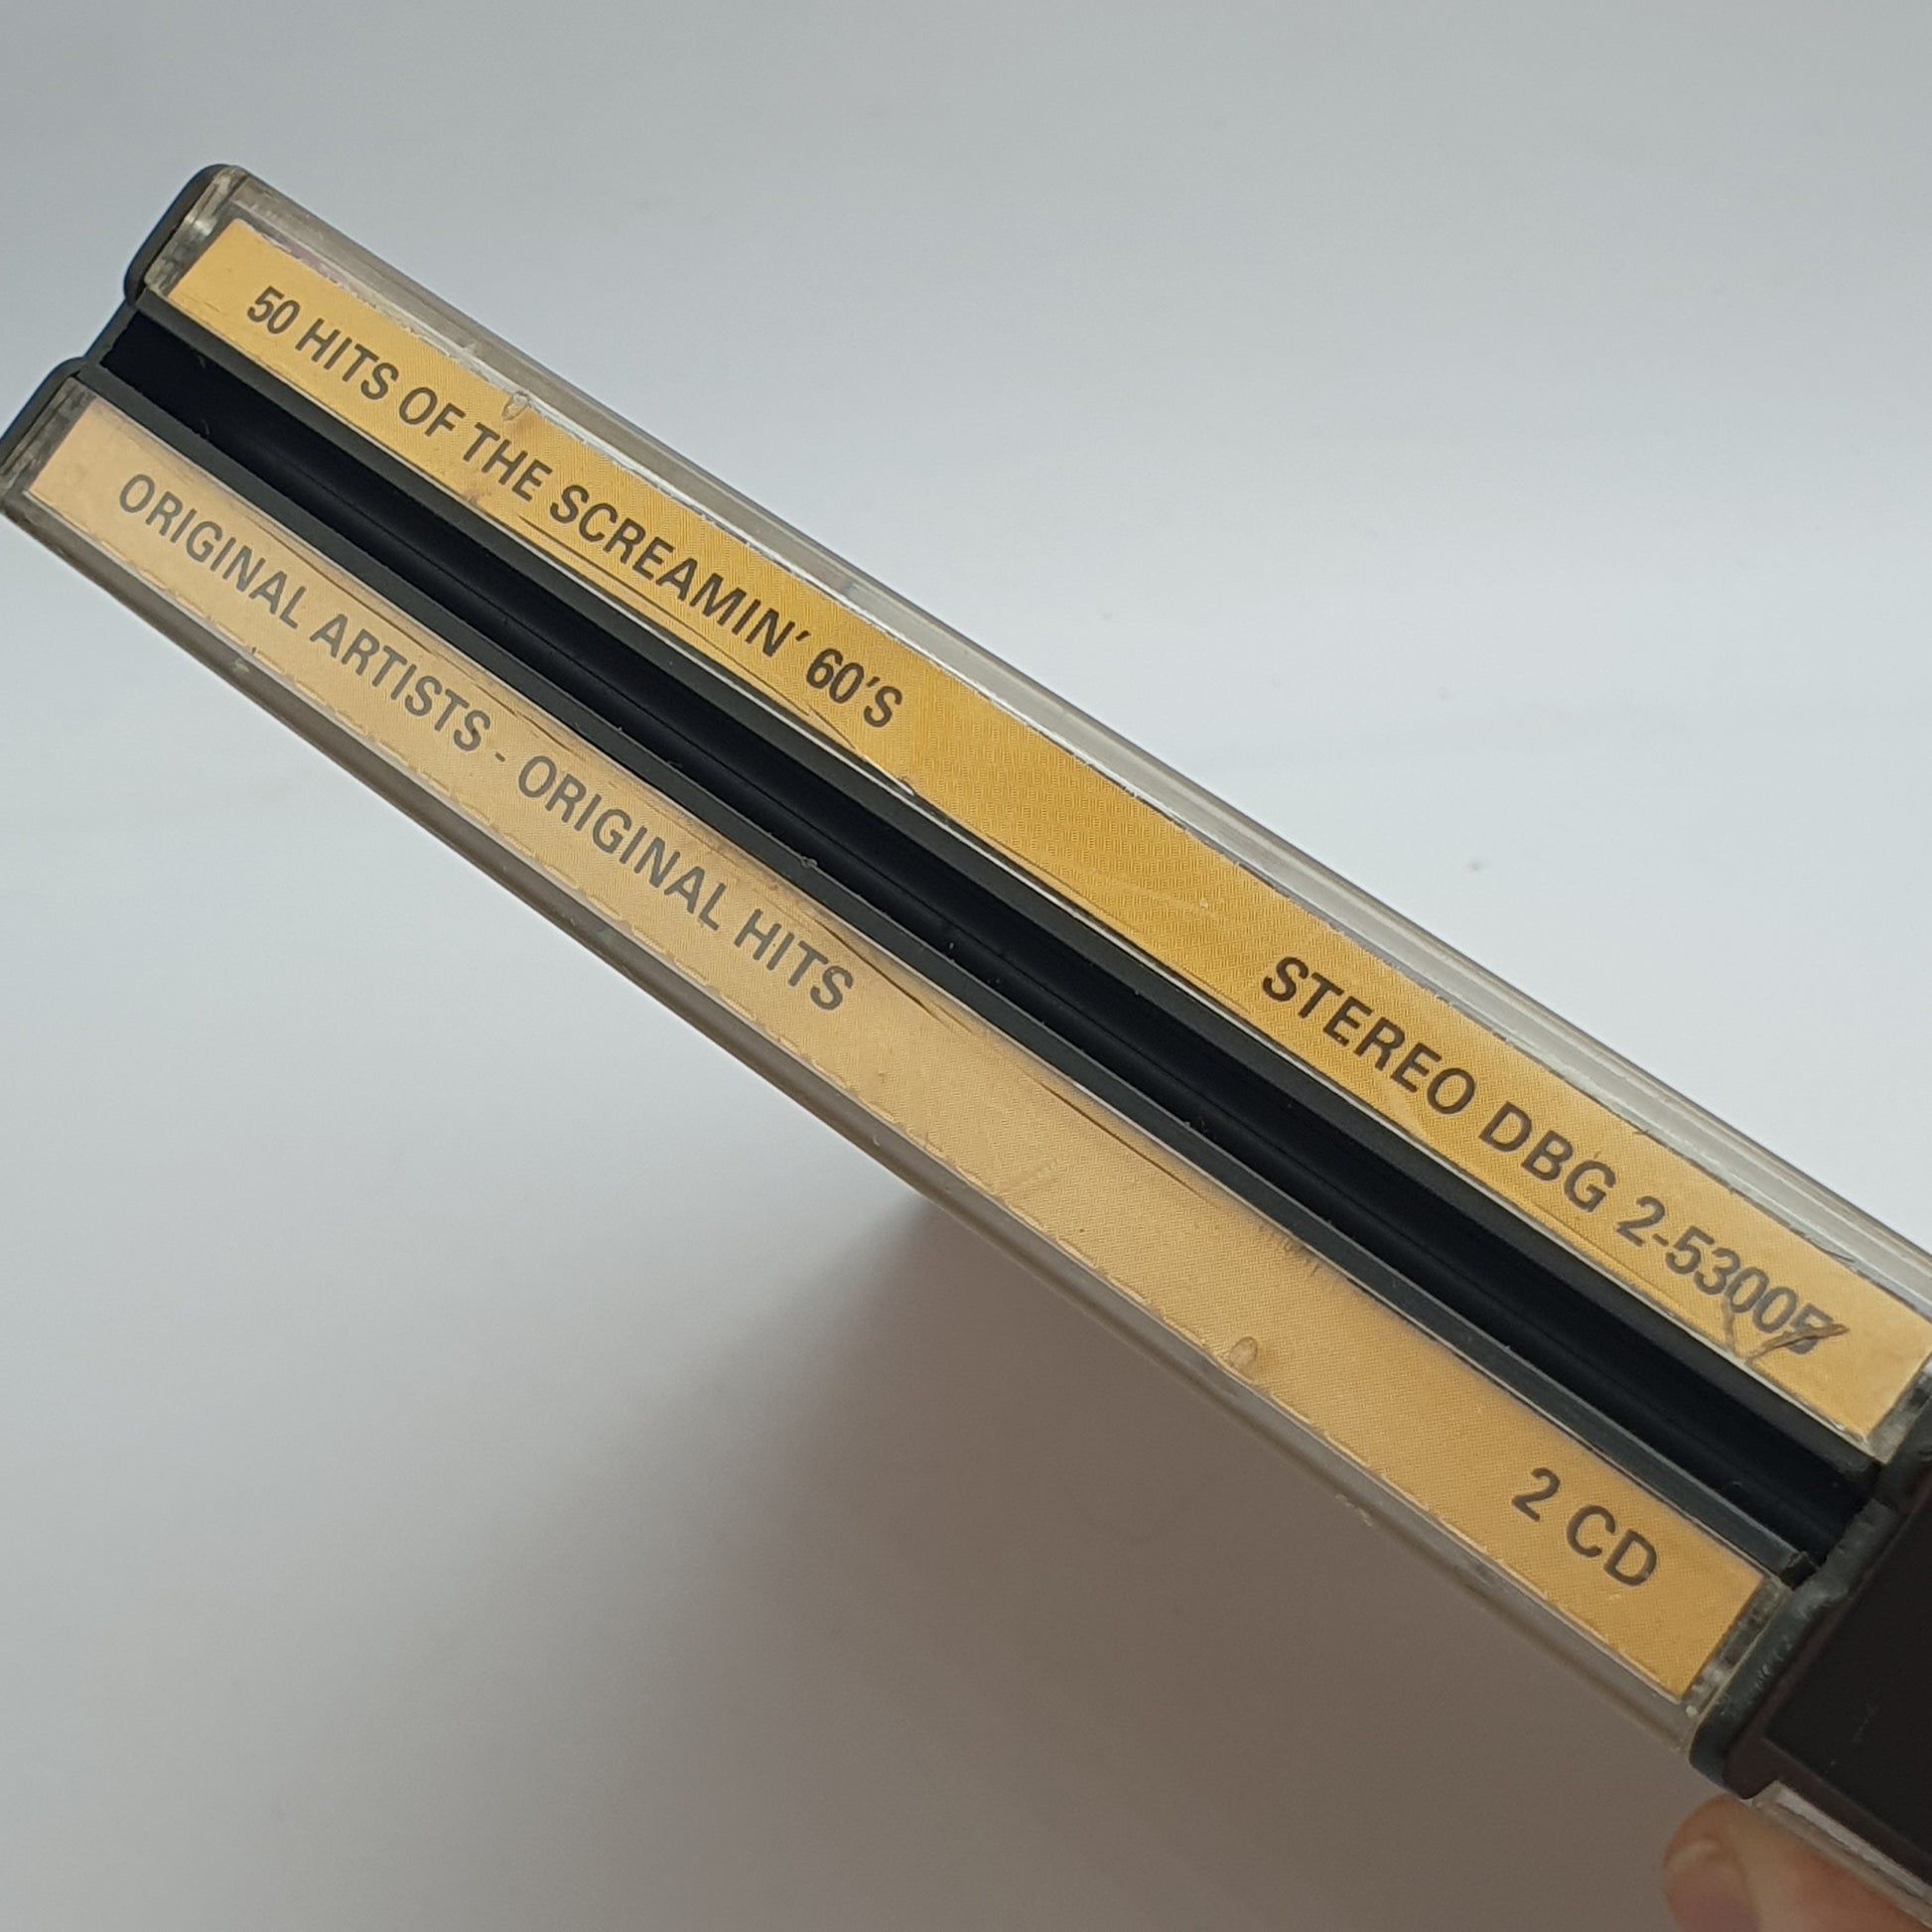 50 HITS OF THE SCREAMIN' 60'S STEREO DBG 2-53005
ORIGINAL ARTISTS - ORIGINAL HITS 2 CD